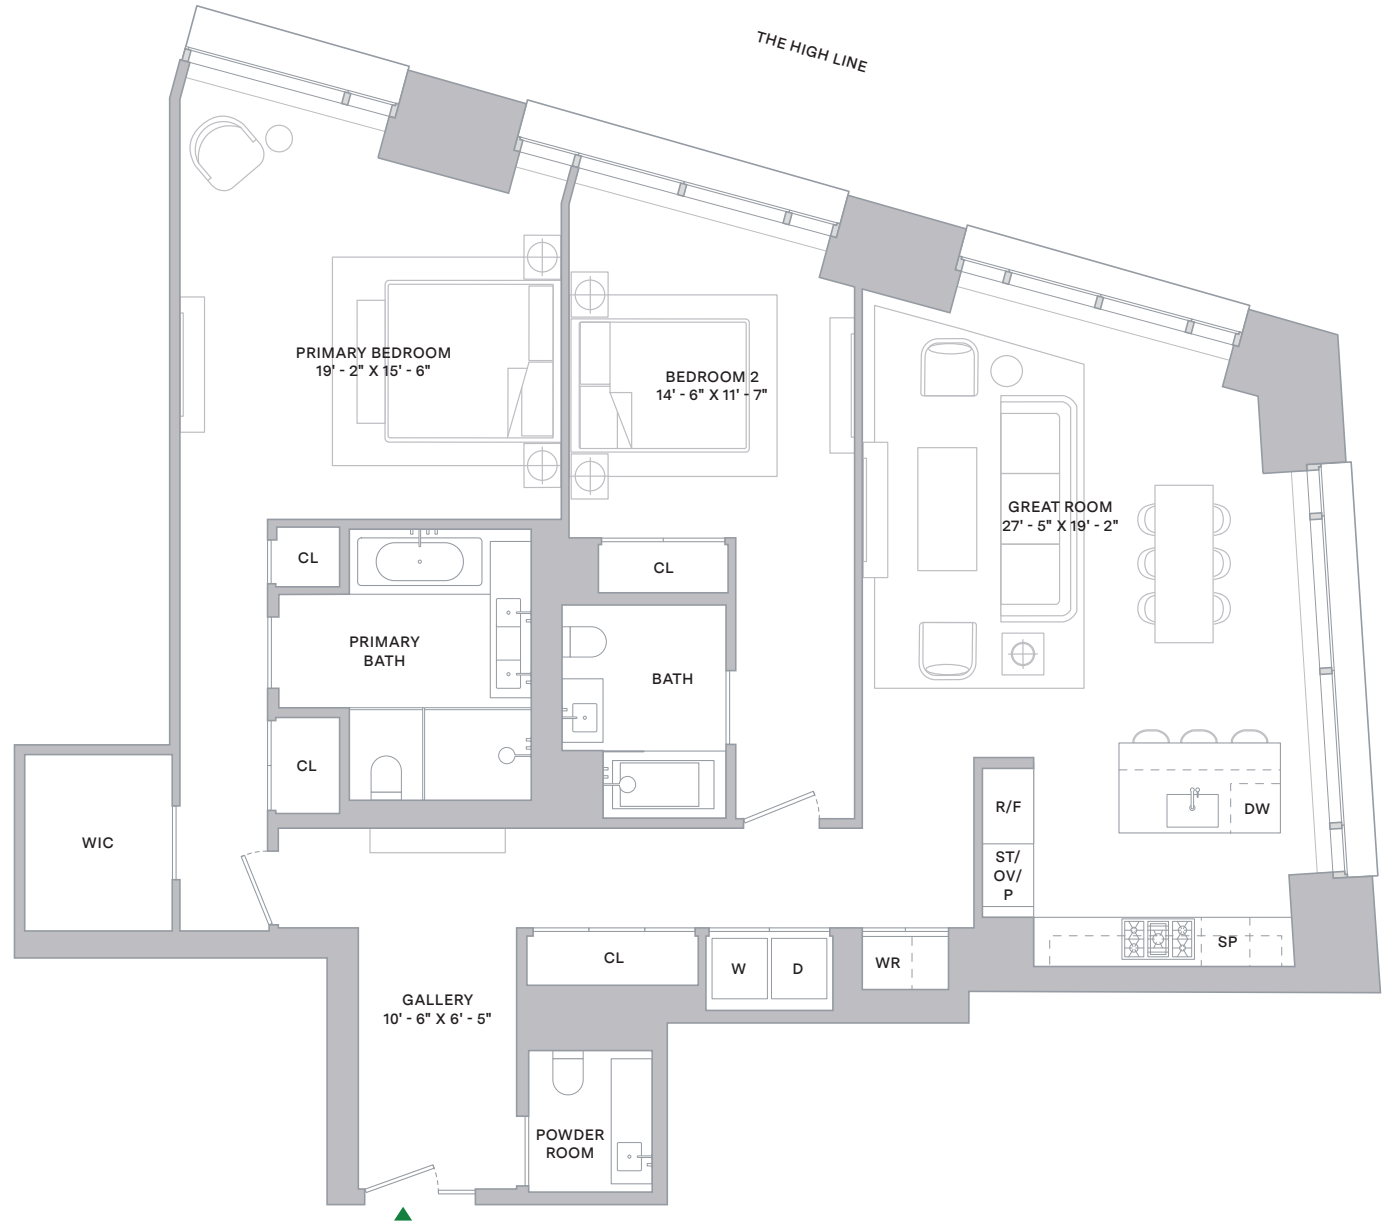 THE HIGH LINE
PRIMARY BEDROOM
19' - 2" X 15' - 6"
BEDROOM 2
14' - 6" X 11' - 7"
GREAT ROOM
27' - 5" X 19' - 2"
CL
CL
PRIMARY
BATH
BATH
CL
WIC
R/F
DW
ST/
OV/
P
SP
CL
W
D
WR
GALLERY
10' - 6" X 6' - 5"
POWDER
ROOM